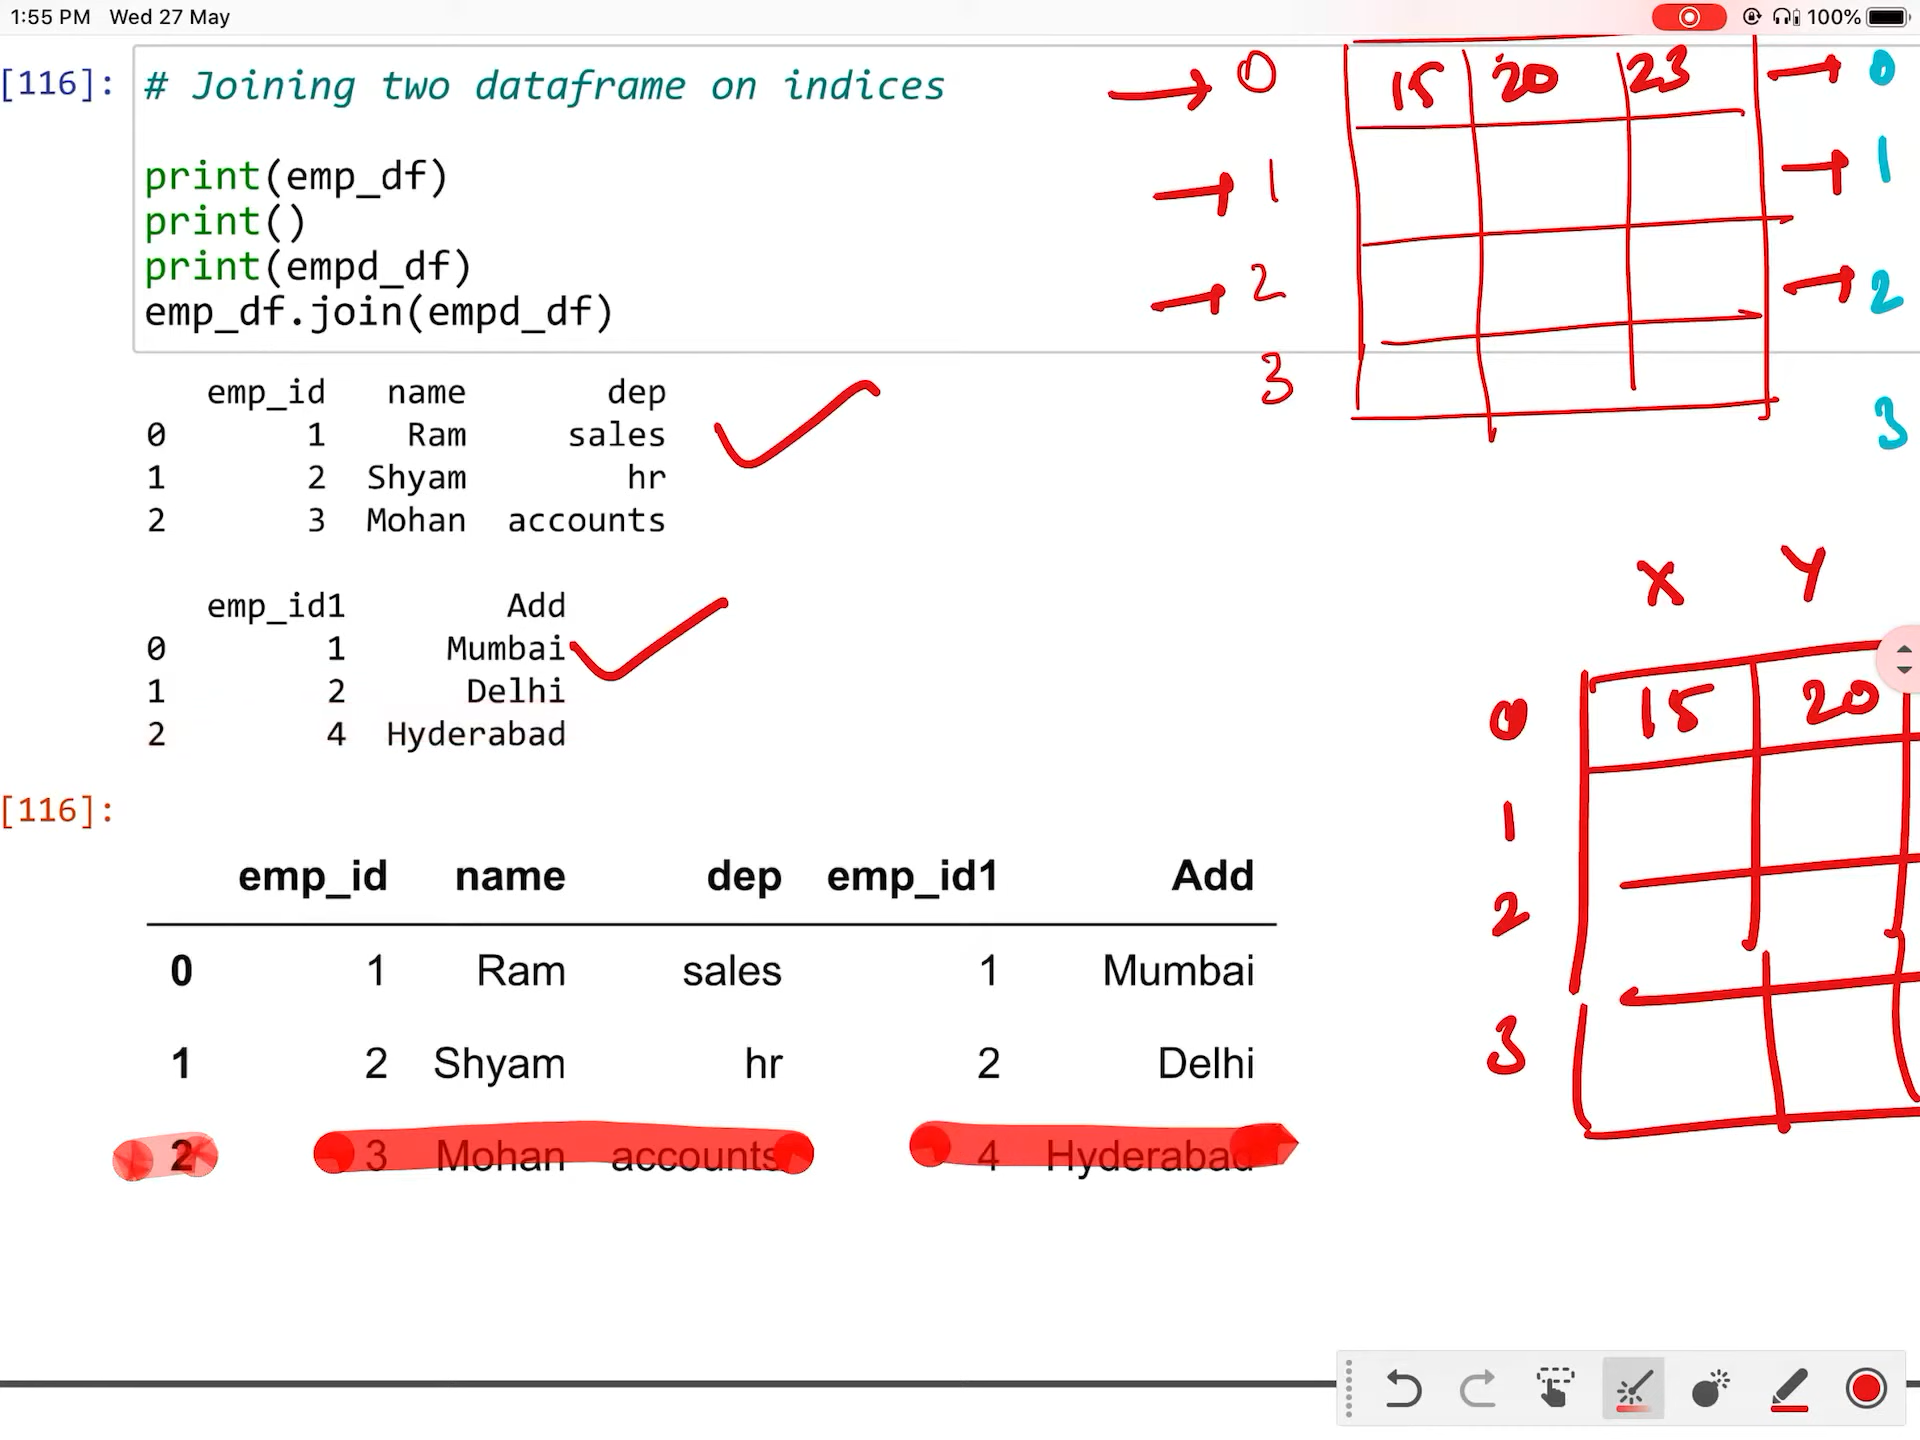 1:55 PM Wed 27 May 100%
[116]: # Joining two dataframe on indices
print(emp_df)
print()
print(empd_df)
emp_df.join(empd_df)
emp_id name dep
0 1 Ram sales
1 2 Shyam hr
2 3 Mohan accounts
emp_id1 Add
0 1 Mumbai
1 2 Delhi
2 4 Hyderabad
[116]:
emp_id name dep emp_id1 Add
0 1 Ram sales 1 Mumbai
1 2 Shyam hr 2 Delhi
2 3 Mohan accounts 4 Hyderabad
0 15 20 23 0
1 1
2 2
3 3
X Y
0 15 20
1
2
3